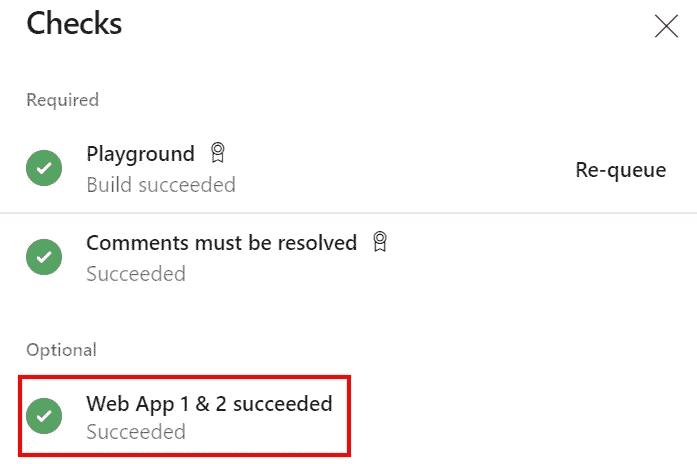 Checks
Required
Playground
Build succeeded
Re-queue
Comments must be resolved
Succeeded
Optional
Web App 1 & 2 succeeded
Succeeded